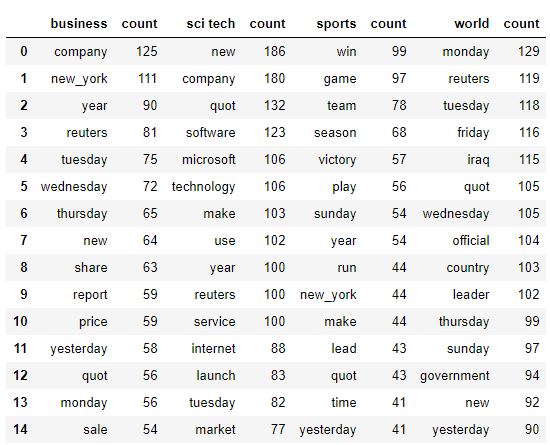 business count sci tech count sports count world count
0 company 125 new 186 win 99 monday 129
1 new_york 111 company 180 game 97 reuters 119
2 year 90 quot 132 team 78 tuesday 118
3 reuters 81 software 123 season 68 friday 116
4 tuesday 75 microsoft 106 victory 57 iraq 115
5 wednesday 72 technology 106 play 56 quot 105
6 thursday 65 make 103 sunday 54 wednesday 105
7 new 64 use 102 year 54 official 104
8 share 63 year 100 run 44 country 103
9 report 59 reuters 100 new_york 44 leader 102
10 price 59 service 100 make 44 thursday 99
11 yesterday 58 internet 88 lead 43 sunday 97
12 quot 56 launch 83 quot 43 government 94
13 monday 56 tuesday 82 time 41 new 92
14 sale 54 market 77 yesterday 41 yesterday 90